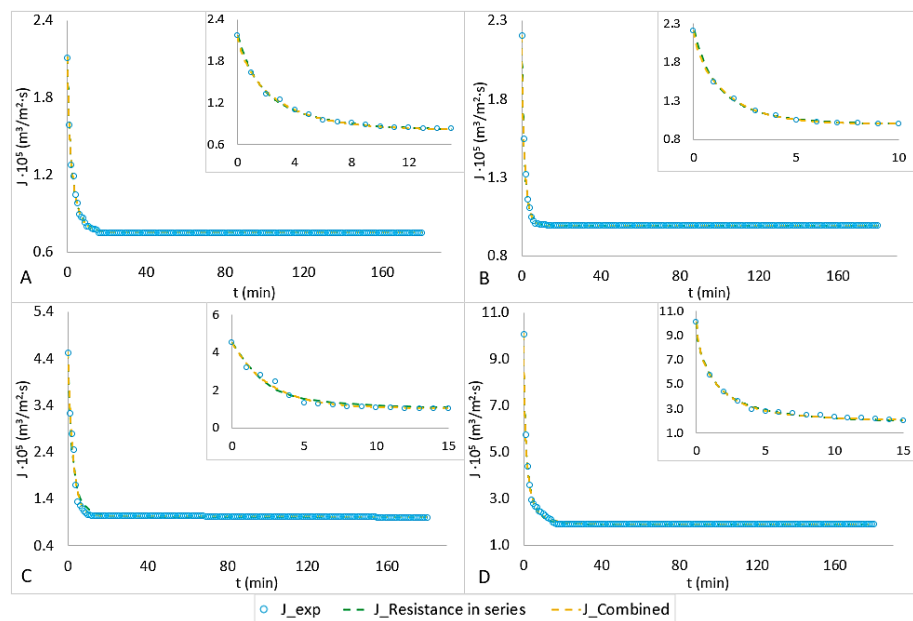 2.4
1.8
1.2
0.6
J ·10⁵ (m³/m²·s)
0 40 80 120 160
t (min)
A
2.2
1.7
1.2
0.6
0 4 8 12
2.3
1.8
1.3
0.8
J ·10⁵ (m³/m²·s)
0 40 80 120 160
t (min)
B
2.3
1.8
1.3
0.8
0 5 10
5.4
4.4
3.4
2.4
1.4
0.4
J ·10⁵ (m³/m²·s)
0 40 80 120 160
t (min)
C
6
4
2
0
0 5 10 15
11.0
9.0
7.0
5.0
3.0
1.0
J ·10⁵ (m³/m²·s)
0 40 80 120 160
t (min)
D
11.0
9.0
7.0
5.0
3.0
1.0
0 5 10 15
J_exp J_Resistance in series J_Combined